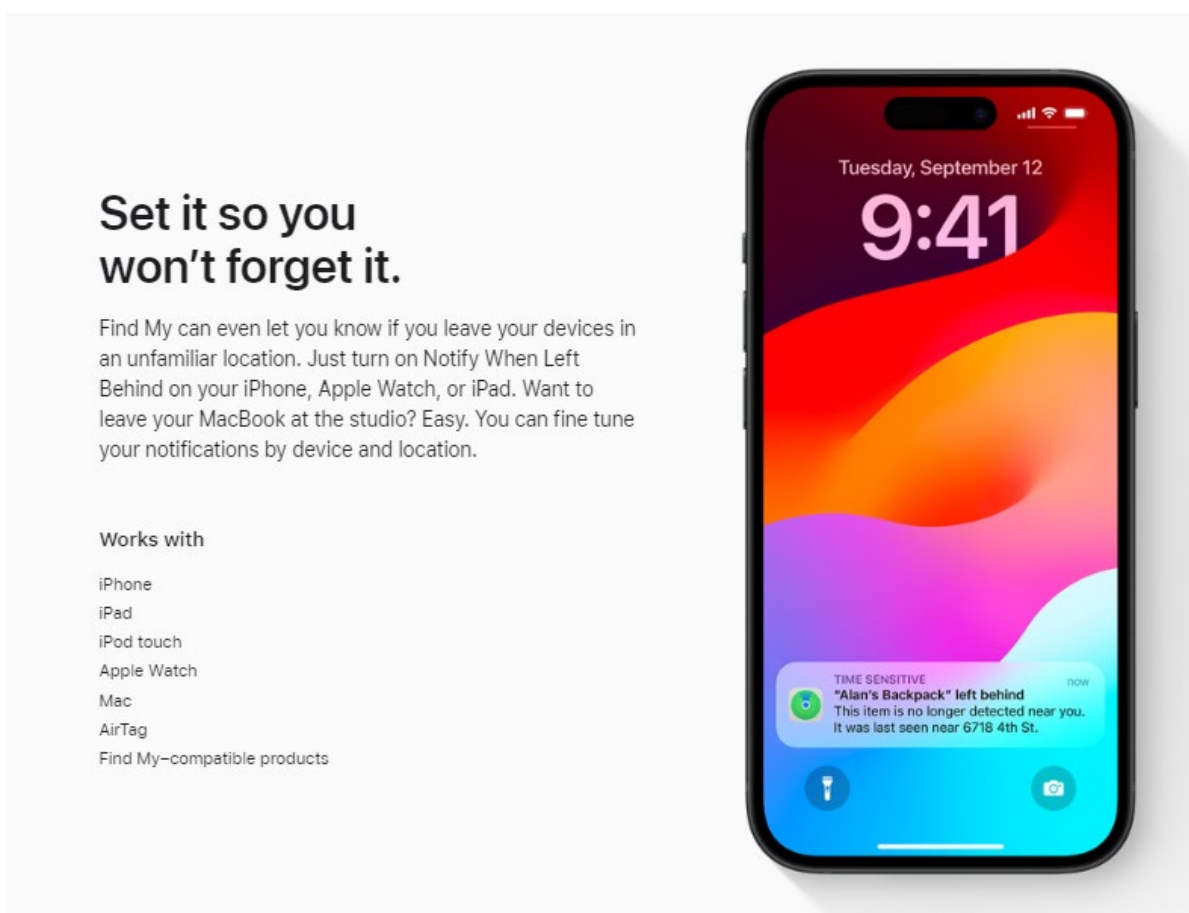 Set it so you
won’t forget it.
Find My can even let you know if you leave your devices in
an unfamiliar location. Just turn on Notify When Left
Behind on your iPhone, Apple Watch, or iPad. Want to
leave your MacBook at the studio? Easy. You can fine tune
your notifications by device and location.
Works with
iPhone
iPad
iPod touch
Apple Watch
Mac
AirTag
Find My–compatible products
Tuesday, September 12
9:41
TIME SENSITIVE
now
“Alan’s Backpack” left behind
This item is no longer detected near you.
It was last seen near 6718 4th St.